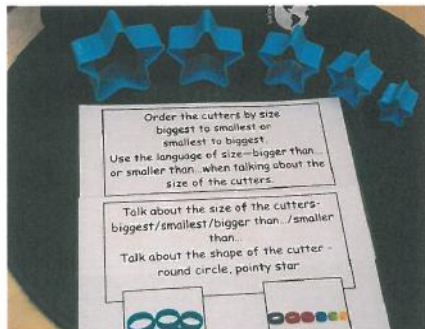 Order the cutters by size
biggest to smallest or
smallest to biggest.
Use the language of size—bigger than...
or smaller than...when talking about the
size of the cutters.
Talk about the size of the cutters-
biggest/smallest/bigger than.../smaller
than...
Talk about the shape of the cutter -
round circle, pointy star